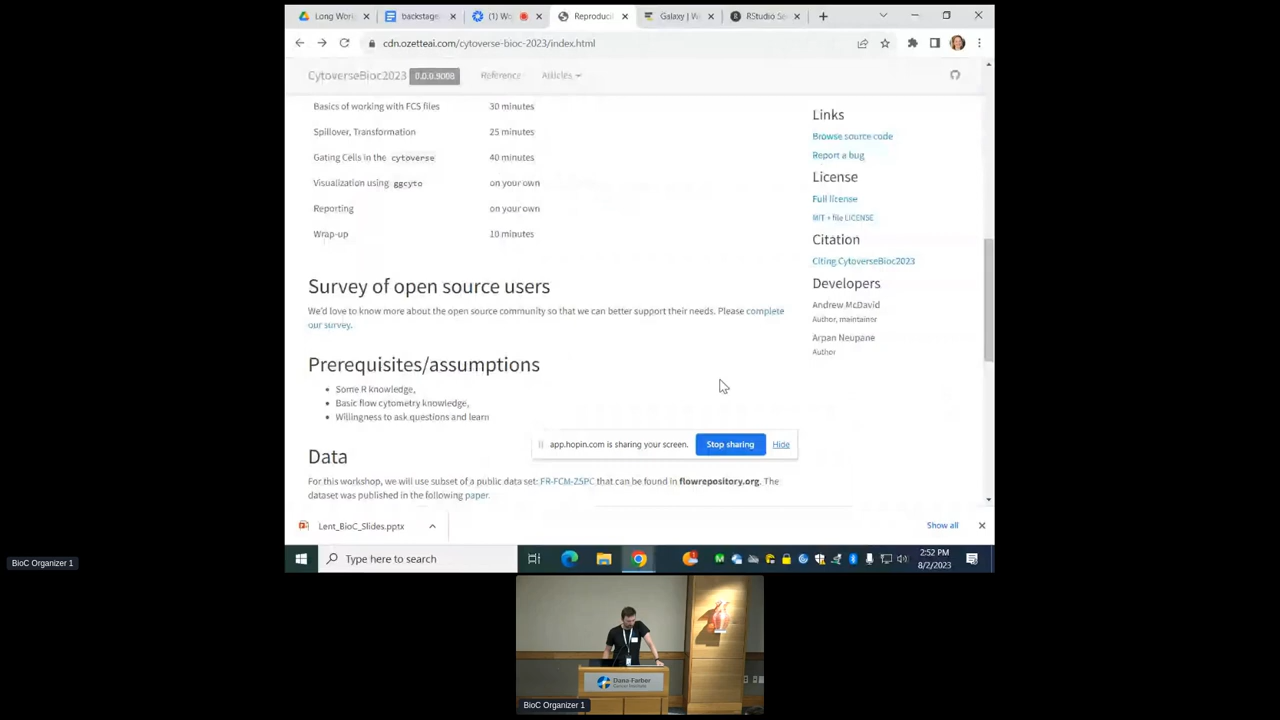 Long Wor
backstage
(1) Wo
Reproduci
Galaxy | W
RStudio Se
cdn.ozetteai.com/cytoverse-bioc-2023/index.html
CytoverseBioc2023 0.0.0.9008 Reference Articles
Basics of working with FCS files 30 minutes
Spillover, Transformation 25 minutes
Gating Cells in the cytoverse 40 minutes
Visualization using ggcyto on your own
Reporting on your own
Wrap-up 10 minutes
Survey of open source users
We'd love to know more about the open source community so that we can better support their needs. Please complete
our survey.
Prerequisites/assumptions
Some R knowledge,
Basic flow cytometry knowledge,
Willingness to ask questions and learn
Data
For this workshop, we will use subset of a public data set: FR-FCM-Z5PC that can be found in flowrepository.org. The
dataset was published in the following paper.
Links
Browse source code
Report a bug
License
Full license
MIT + file LICENSE
Citation
Citing CytoverseBioc2023
Developers
Andrew McDavid
Author, maintainer
Arpan Neupane
Author
app.hopin.com is sharing your screen. Stop sharing Hide
Lent_BioC_Slides.pptx
Show all
Type here to search
2:52 PM
8/2/2023
BioC Organizer 1
Dana-Farber
Cancer Institute
BioC Organizer 1